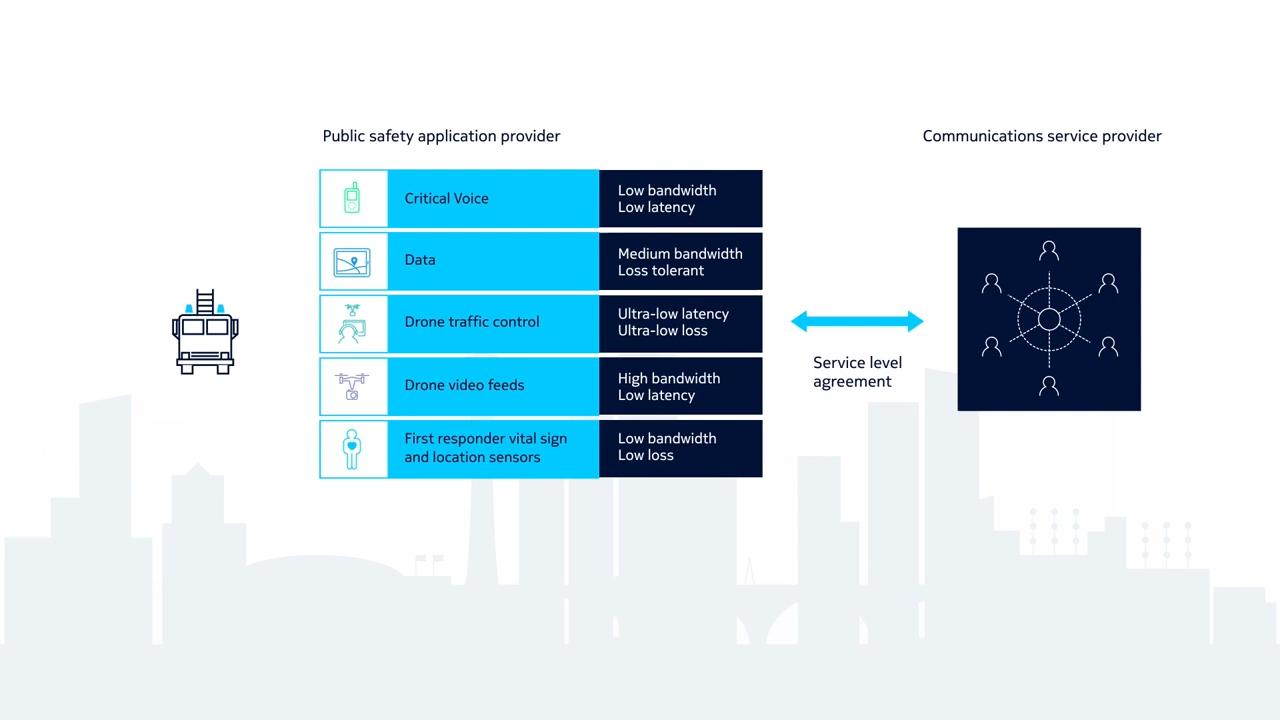 Public safety application provider
Communications service provider
Critical Voice
Low bandwidth
Low latency
Data
Medium bandwidth
Loss tolerant
Drone traffic control
Ultra-low latency
Ultra-low loss
Drone video feeds
High bandwidth
Low latency
First responder vital sign
and location sensors
Low bandwidth
Low loss
Service level
agreement